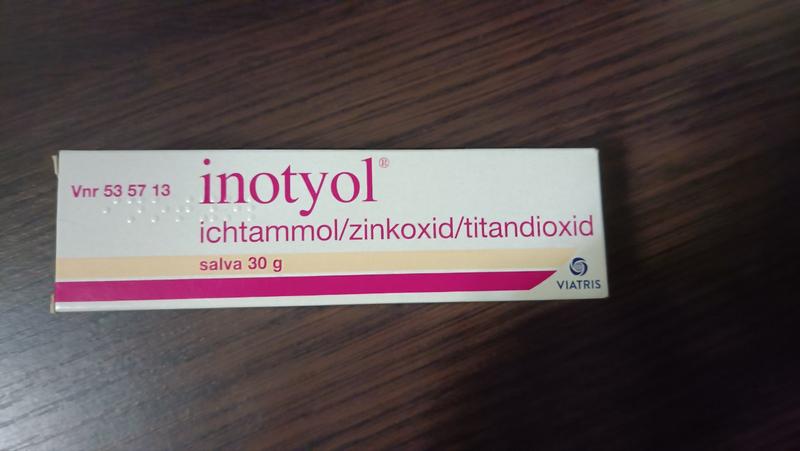 Vnr 53 57 13
inotyol®
ichtammol/zinkoxid/titandioxid
salva 30 g
VIATRIS